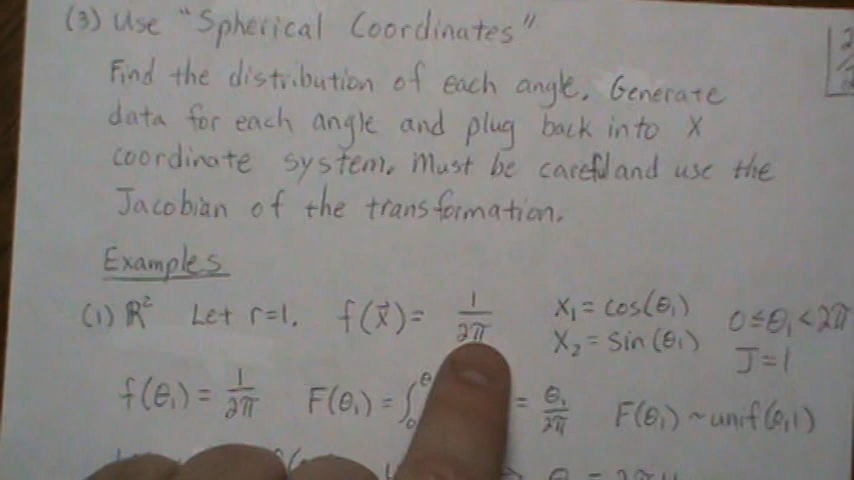 (3) Use "Spherical Coordinates"
Find the distribution of each angle. Generate
data for each angle and plug back into X
coordinate system. Must be careful and use the
Jacobian of the transformation.
Examples
(1) ℝ² Let r=1. f(x⃗) = 1/2π x₁ = cos(θ₁) 0 ≤ θ₁ < 2π
x₂ = sin(θ₁) J = 1
f(θ₁) = 1/2π F(θ₁) = ∫₀ = θ₁/2π F(θ₁) ~ unif(0,1)